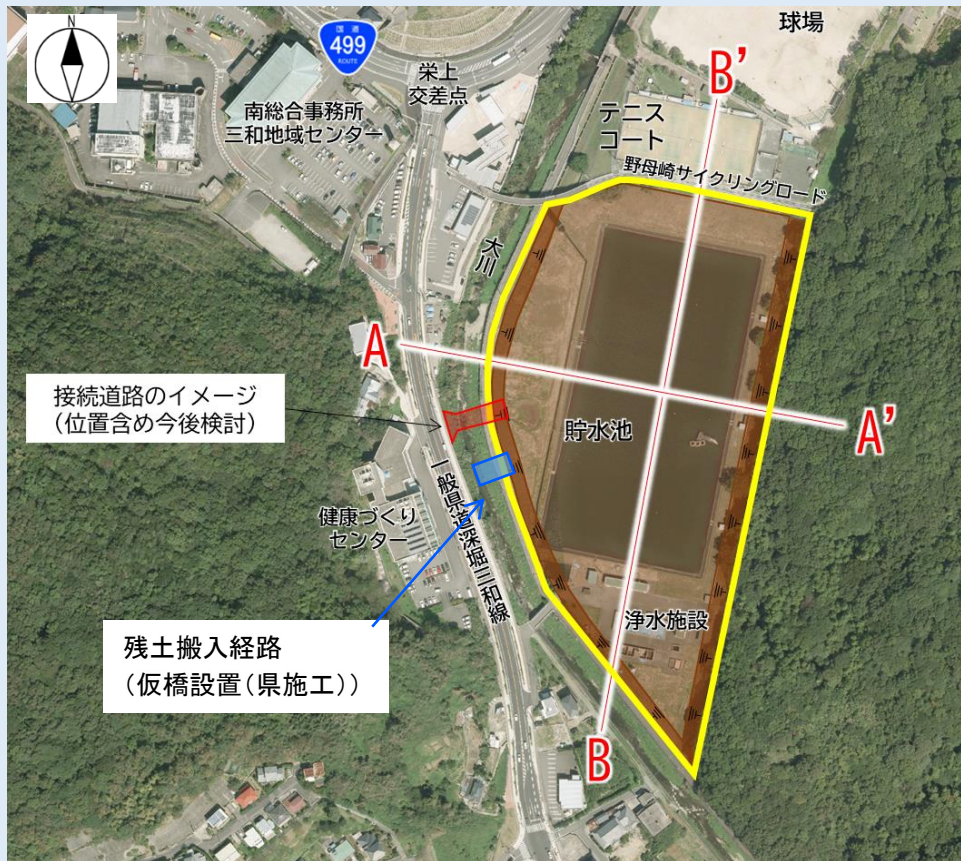 N
国道
499
ROUTE
球場
B’
栄上
交差点
南総合事務所
三和地域センター
テニス
コート
野母崎サイクリングロード
大川
A
接続道路のイメージ
（位置含め今後検討）
貯水池
A’
一般県道深堀三和線
健康づくり
センター
残土搬入経路
（仮橋設置（県施工））
浄水施設
B